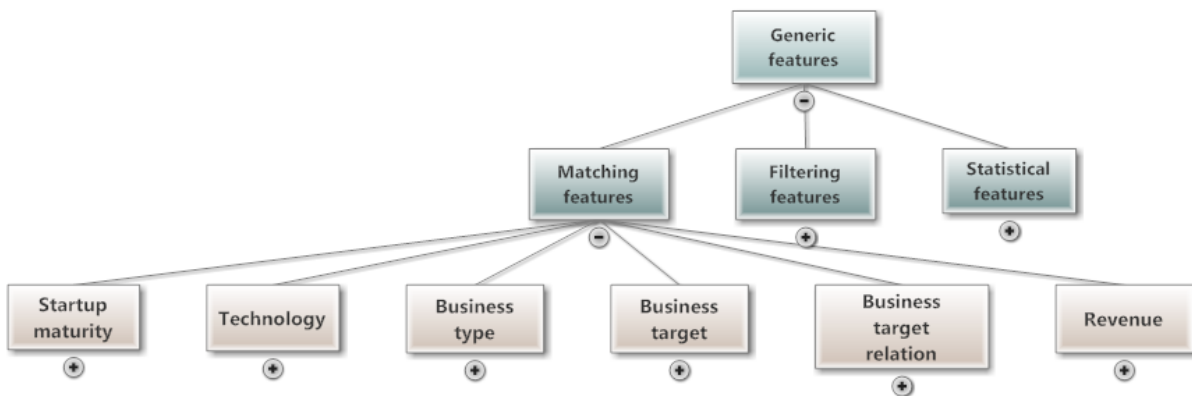 Generic
features
Matching
features
Filtering
features
Statistical
features
Startup
maturity
Technology
Business
type
Business
target
Business
target
relation
Revenue